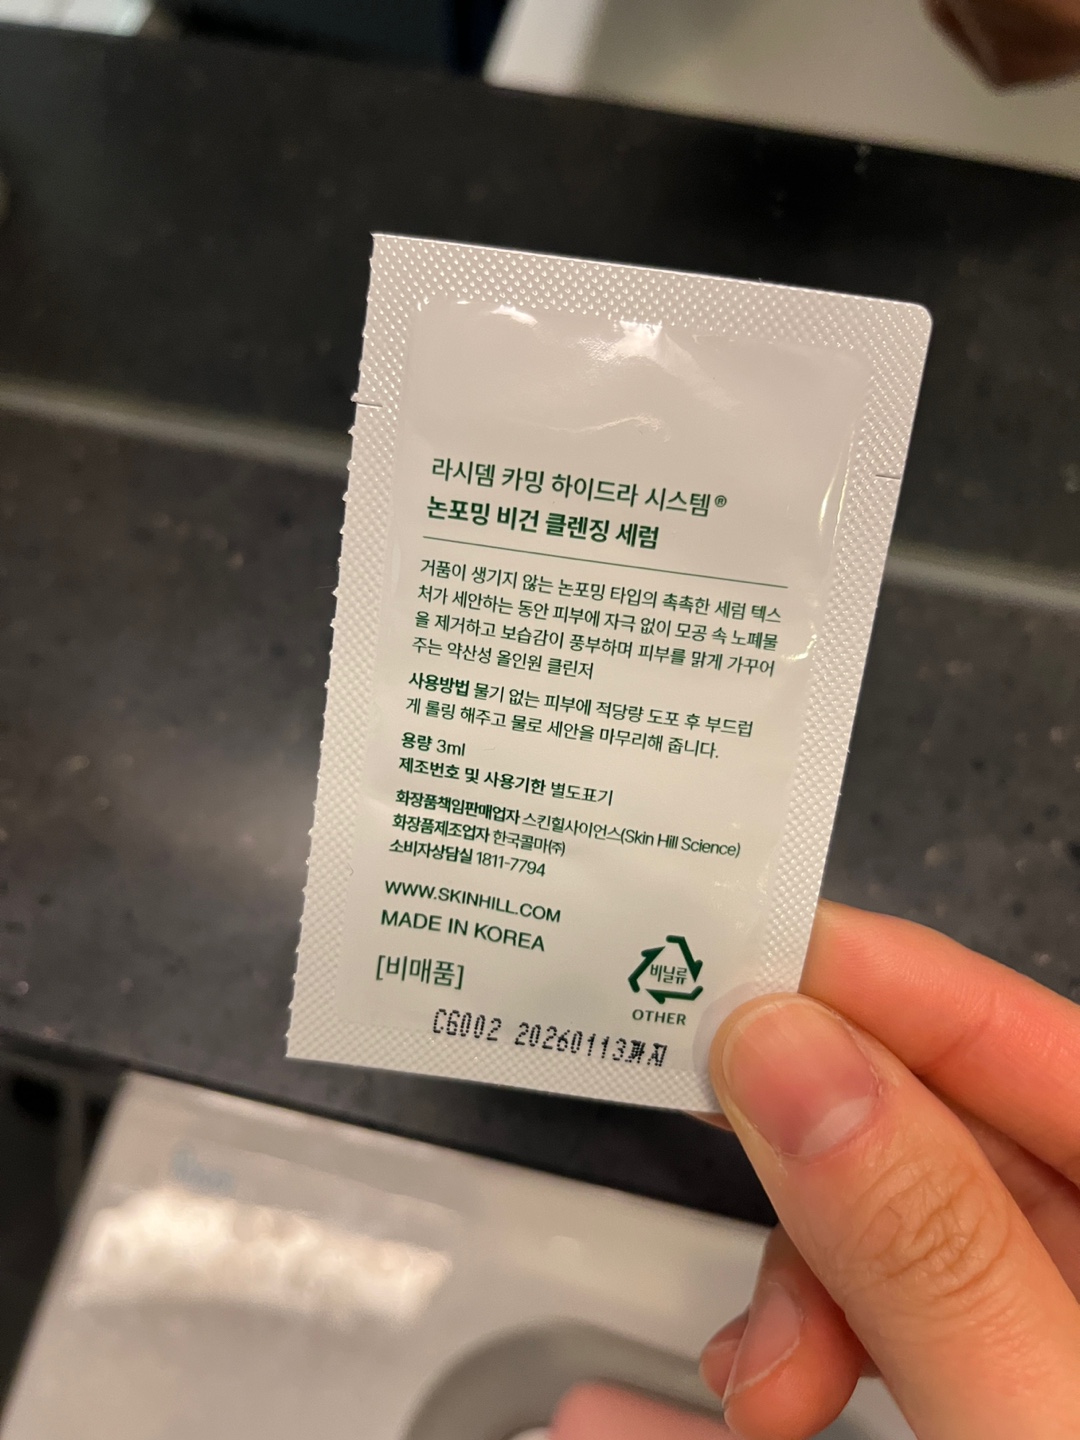 라시뎀 카밍 하이드라 시스템®
논포밍 비건 클렌징 세럼
거품이 생기지 않는 논포밍 타입의 촉촉한 세럼 텍스
처가 세안하는 동안 피부에 자극 없이 모공 속 노폐물
을 제거하고 보습감이 풍부하며 피부를 맑게 가꾸어
주는 약산성 올인원 클린저
사용방법 물기 없는 피부에 적당량 도포 후 부드럽
게 롤링 해주고 물로 세안을 마무리해 줍니다.
용량 3ml
제조번호 및 사용기한 별도표기
화장품책임판매업자 스킨힐사이언스(Skin Hill Science)
화장품제조업자 한국콜마㈜
소비자상담실 1811-7794
WWW.SKINHILL.COM
MADE IN KOREA
[비매품]
비닐류
OTHER
CG002 20260113까지